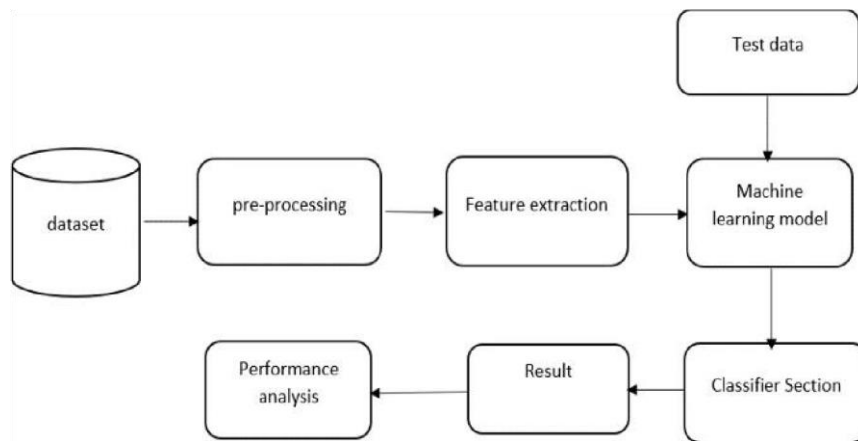 Test data
dataset
pre-processing
Feature extraction
Machine
learning model
Performance
analysis
Result
Classifier Section